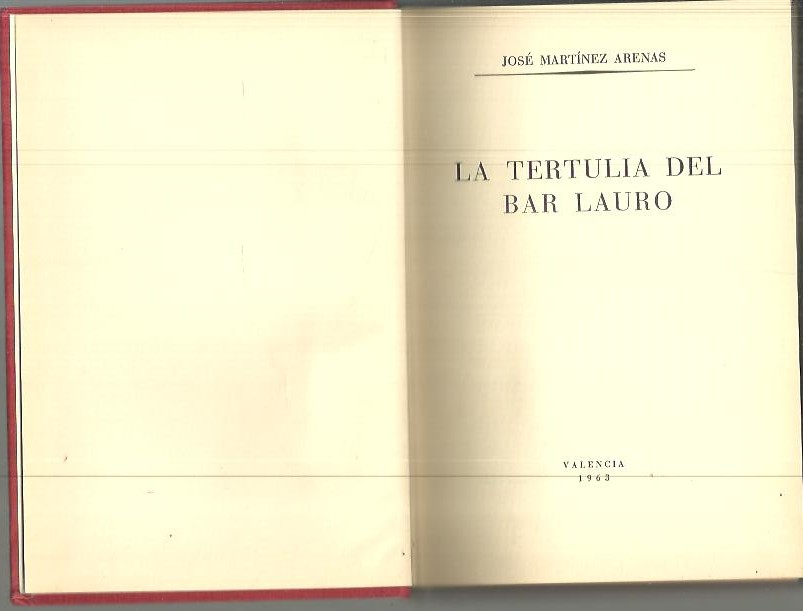 JOSÉ MARTÍNEZ ARENAS
LA TERTULIA DEL
BAR LAURO
VALENCIA
1963